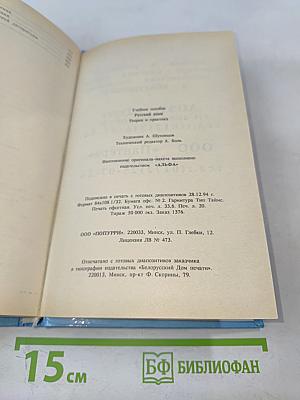 Учебное пособие
Русский язык
Теория и практика
Художник А. Шуплецов
Технический редактор А. Баль
Изготовление оригинала-макета выполнено
издательством «АЛЬФА»
Подписано в печать с готовых диапозитивов 28.12.94 г.
Формат 84х108 1/32. Бумага офс. № 2. Гарнитура Тип Таймс.
Печать офсетная. Усл. печ. л. 33,6. Печ. л. 20.
Тираж 50 000 экз. Заказ 1376.
ООО «ПОПУРРИ». 220033, Минск, ул. П. Глебки, 12.
Лицензия ЛВ № 473.
Отпечатано с готовых диапозитивов заказчика
в типографии издательства «Белорусский Дом печати».
220013, Минск, пр-кт Ф. Скорины, 79.
15 см
БФ БИБЛИОФАН